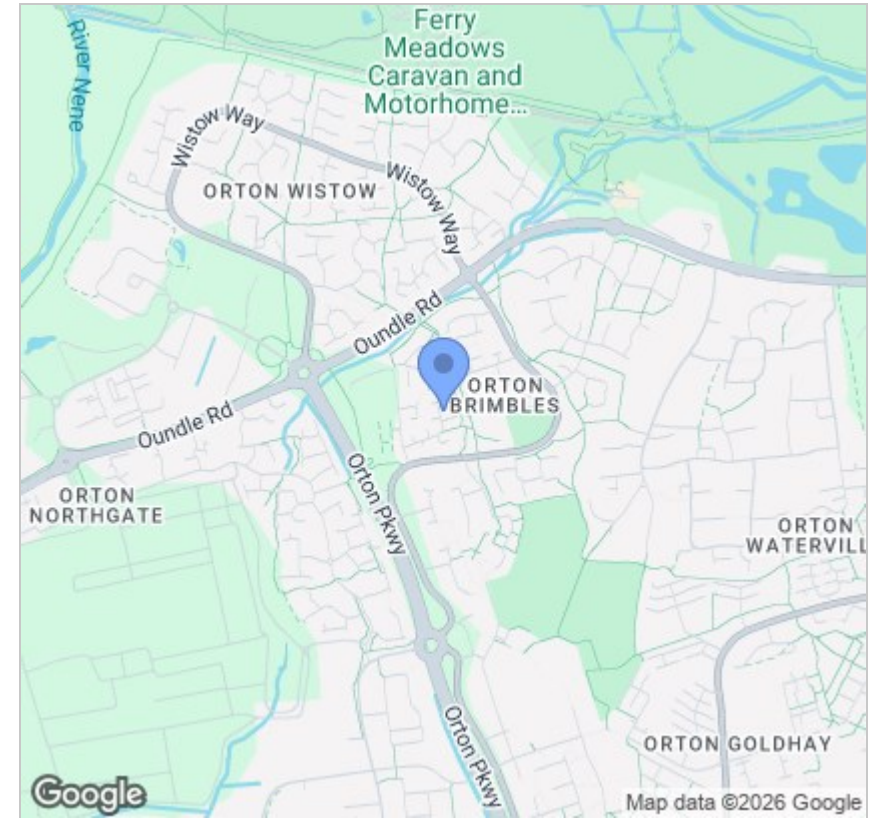 Ferry
Meadows
Caravan and
Motorhome...
River Nene
Wistow Way
Wistow Way
ORTON WISTOW
Oundle Rd
ORTON
BRIMBLES
Oundle Rd
Orton Pkwy
ORTON
NORTHGATE
ORTON
WATERVILL
Orton Pkwy
ORTON GOLDHAY
Google
Map data ©2026 Google